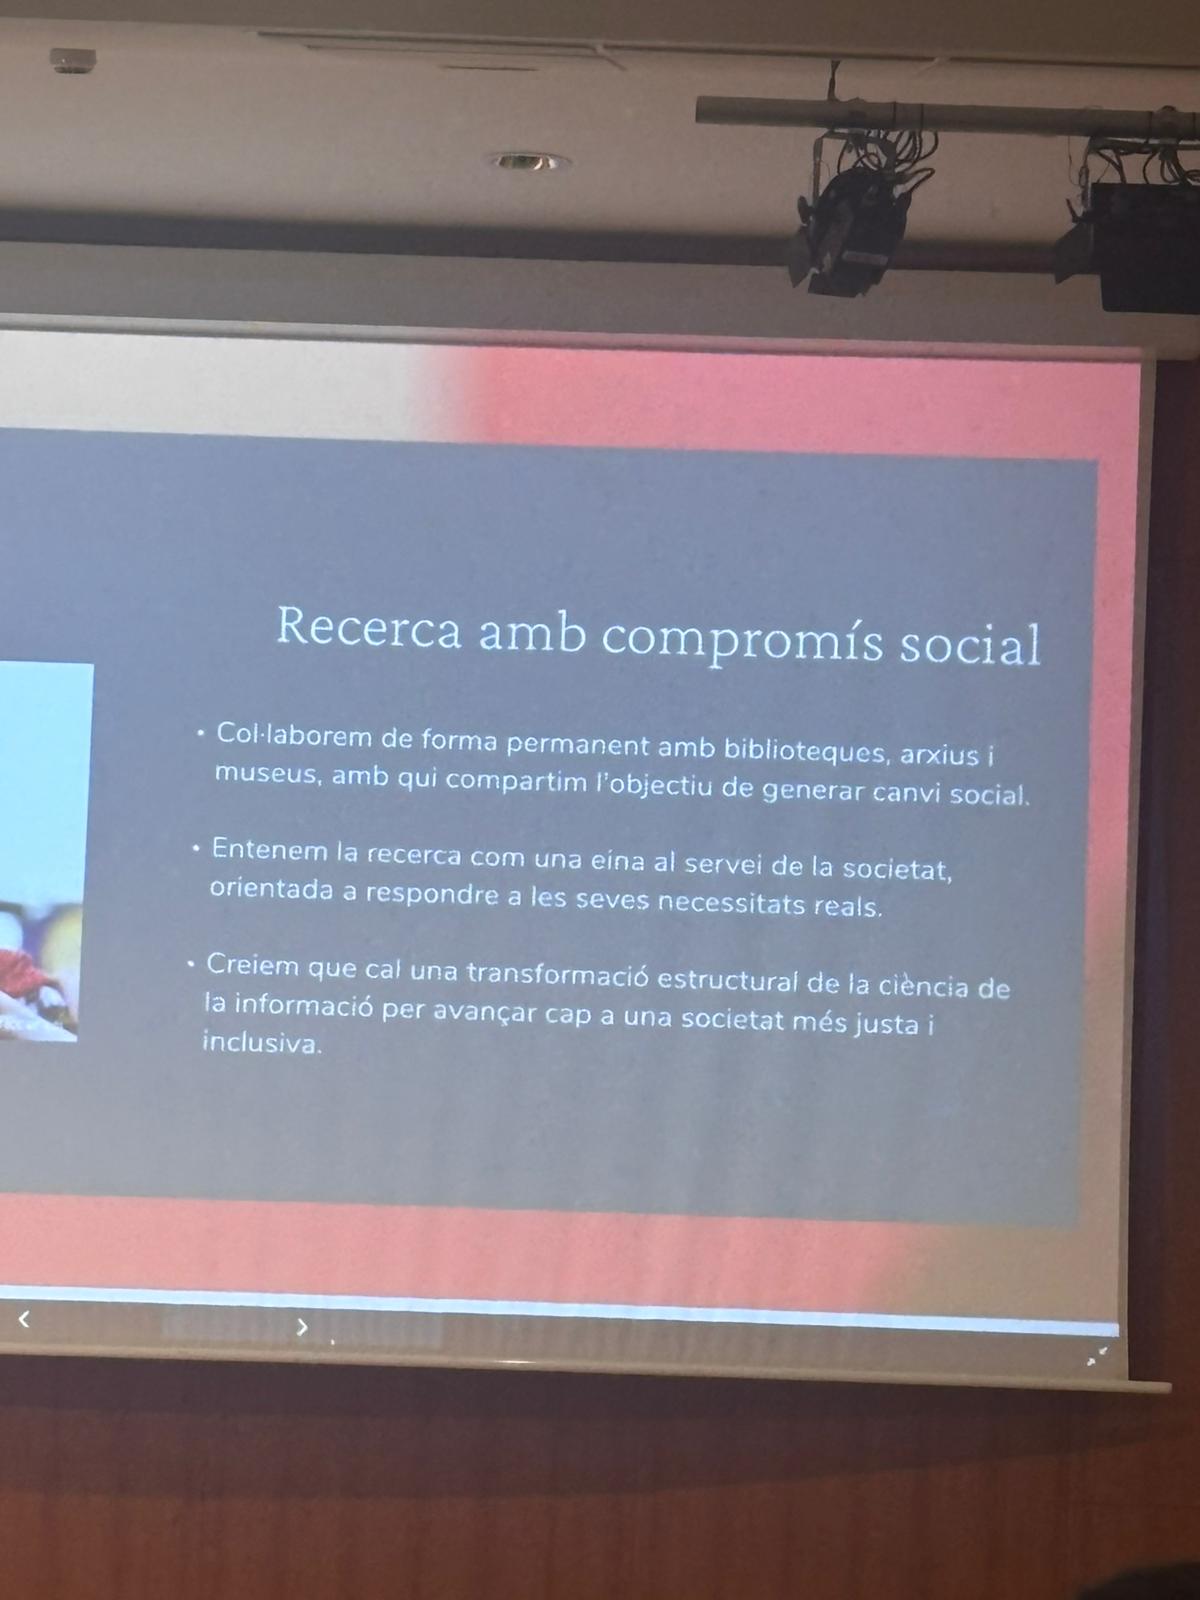 Recerca amb compromís social
• Col·laborem de forma permanent amb biblioteques, arxius i
museus, amb qui compartim l'objectiu de generar canvi social.
• Entenem la recerca com una eina al servei de la societat,
orientada a respondre a les seves necessitats reals.
• Creiem que cal una transformació estructural de la ciència de
la informació per avançar cap a una societat més justa i
inclusiva.